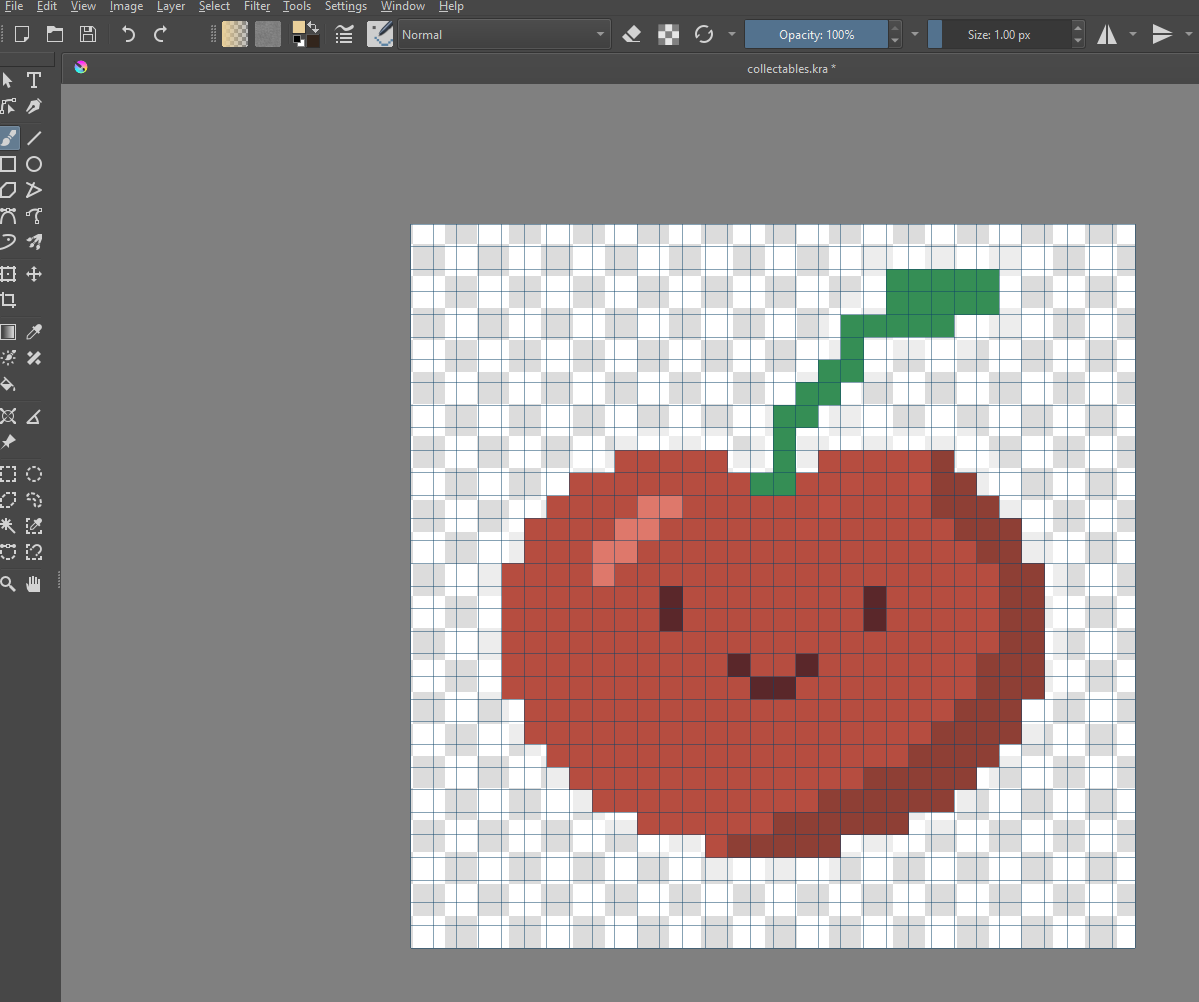 File Edit View Image Layer Select Filter Tools Settings Window Help
Normal Opacity: 100% Size: 1.00 px
collectables.kra *